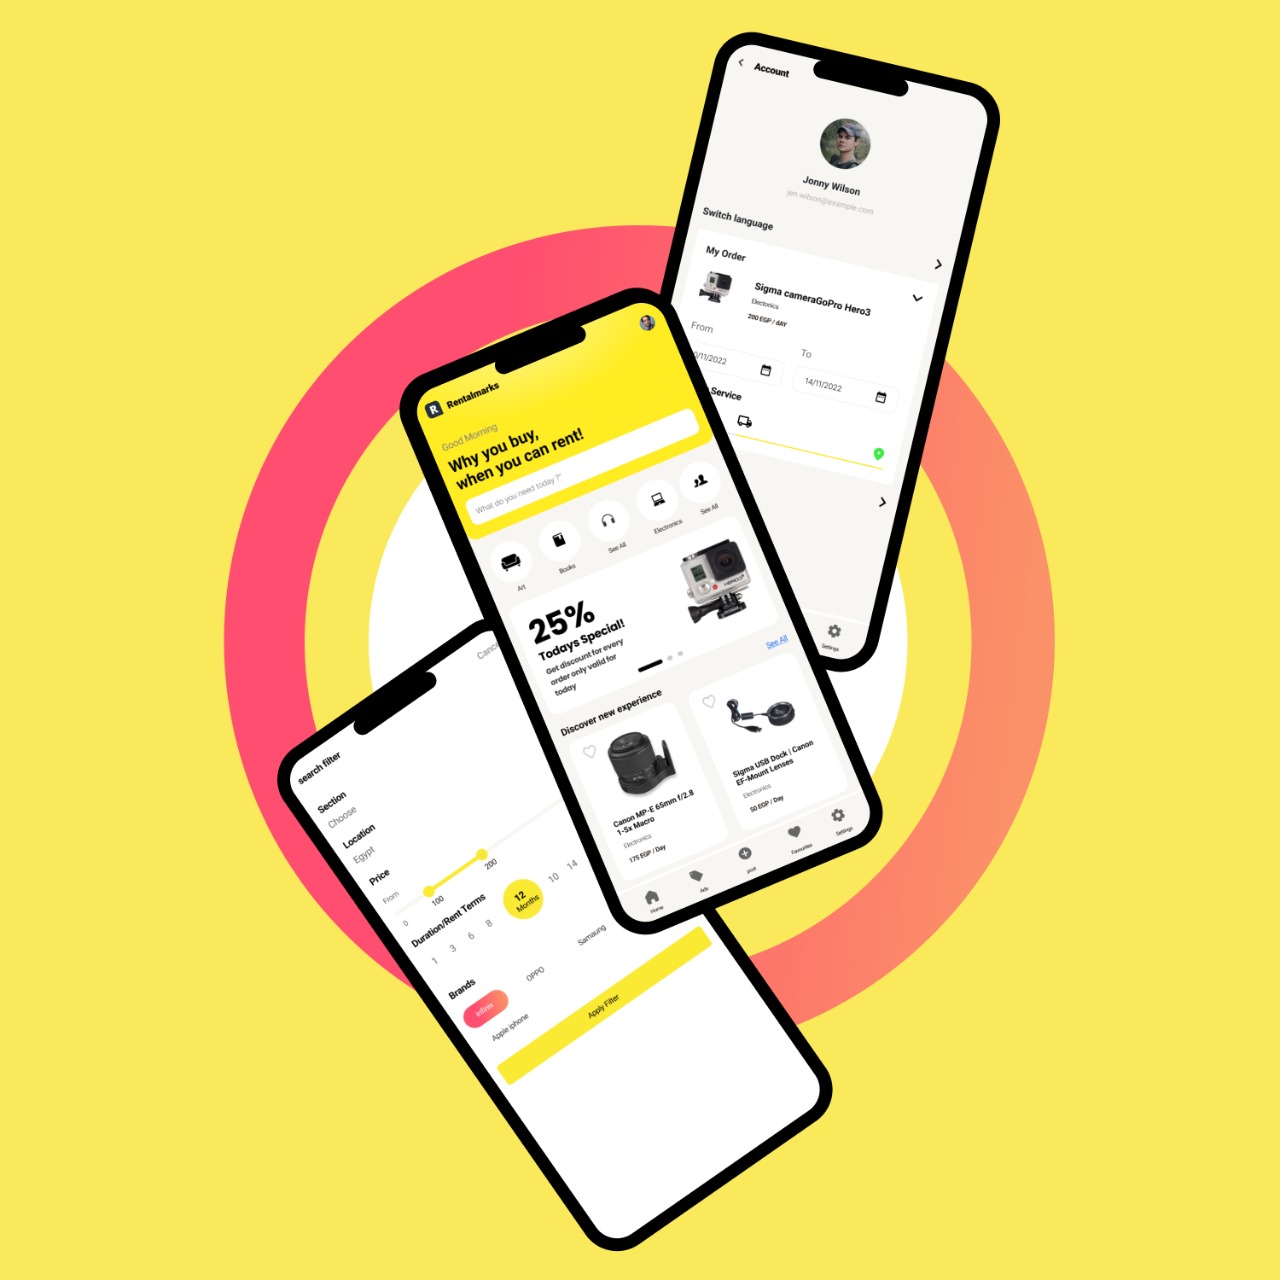 Account
Jonny Wilson
jen.wilson@example.com
Switch language
My Order
Sigma cameraGoPro Hero3
Electonics
200 EGP / dAY
From
To
0/11/2022
14/11/2022
Service
Settings
R Rentalmarks
Good Morning
Why you buy,
when you can rent!
What do you need today ?"
Art
Books
See All
Electronics
See All
25%
Todays Special!
Get discount for every
order only valid for
today
HERO3
See All
Discover new experience
Canon MP-E 65mm f/2.8
1-5x Macro
Electronics
175 EGP / Day
Sigma USB Dock | Canon
EF-Mount Lenses
Electronics
50 EGP / Day
Home
Ads
post
Favourites
Settings
Canc
search filter
Section
Choose
Location
Egypt
Price
From
0
100
200
Duration/Rent Terms
1 3 6 8 12 Months 10 14
Brands
Infinix
OPPO
Samaung
Apple iphone
Apply Filter